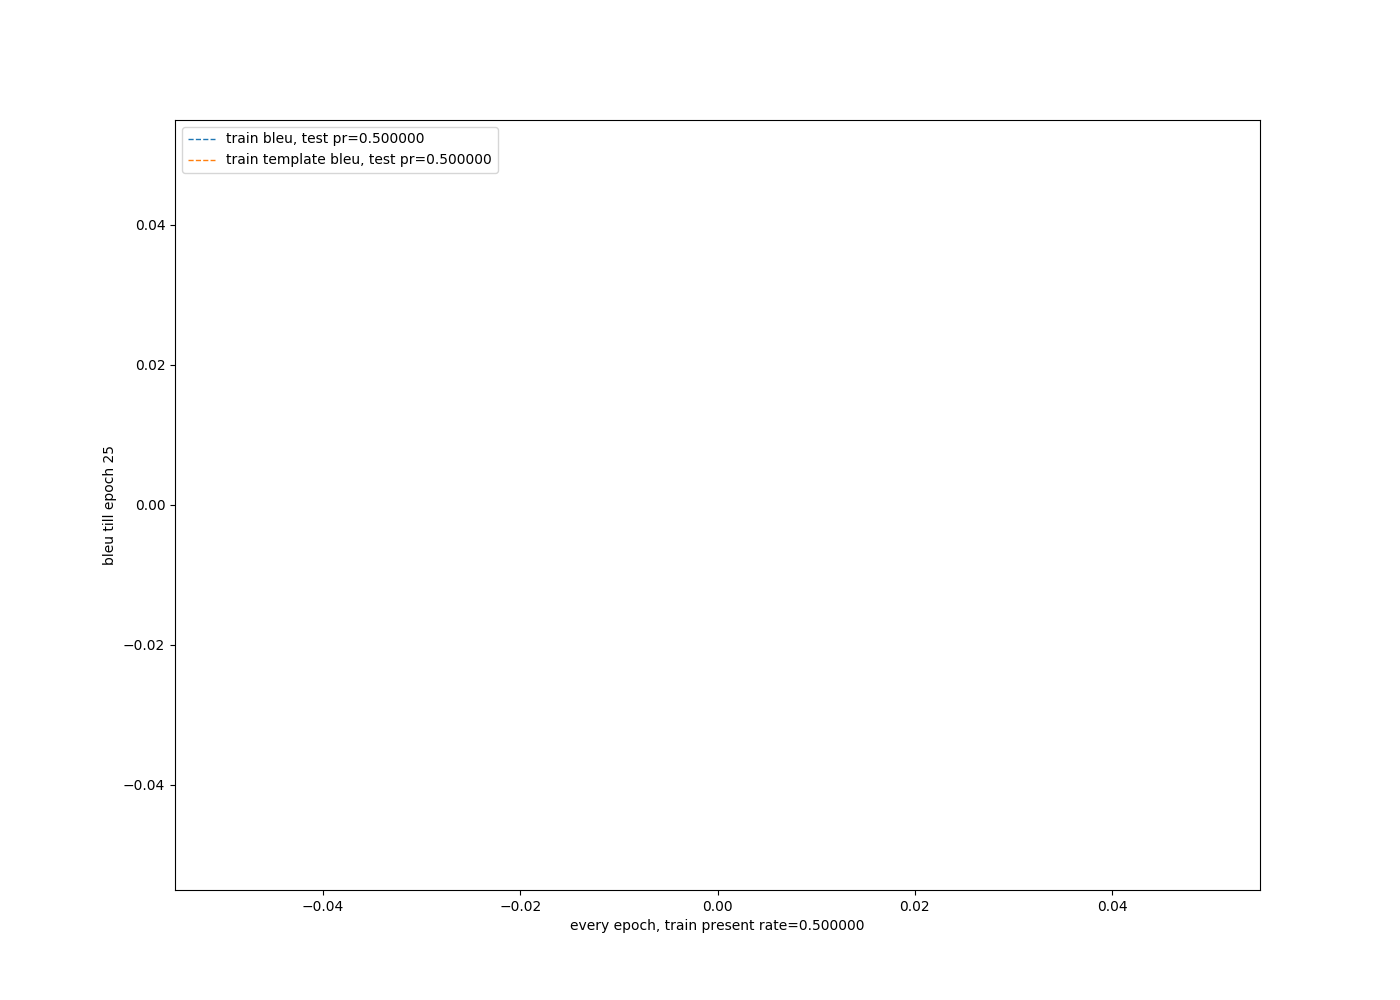 train bleu, test pr=0.500000
train template bleu, test pr=0.500000
0.04
0.02
0.00
−0.02
−0.04
bleu till epoch 25
−0.04
−0.02
0.00
0.02
0.04
every epoch, train present rate=0.500000